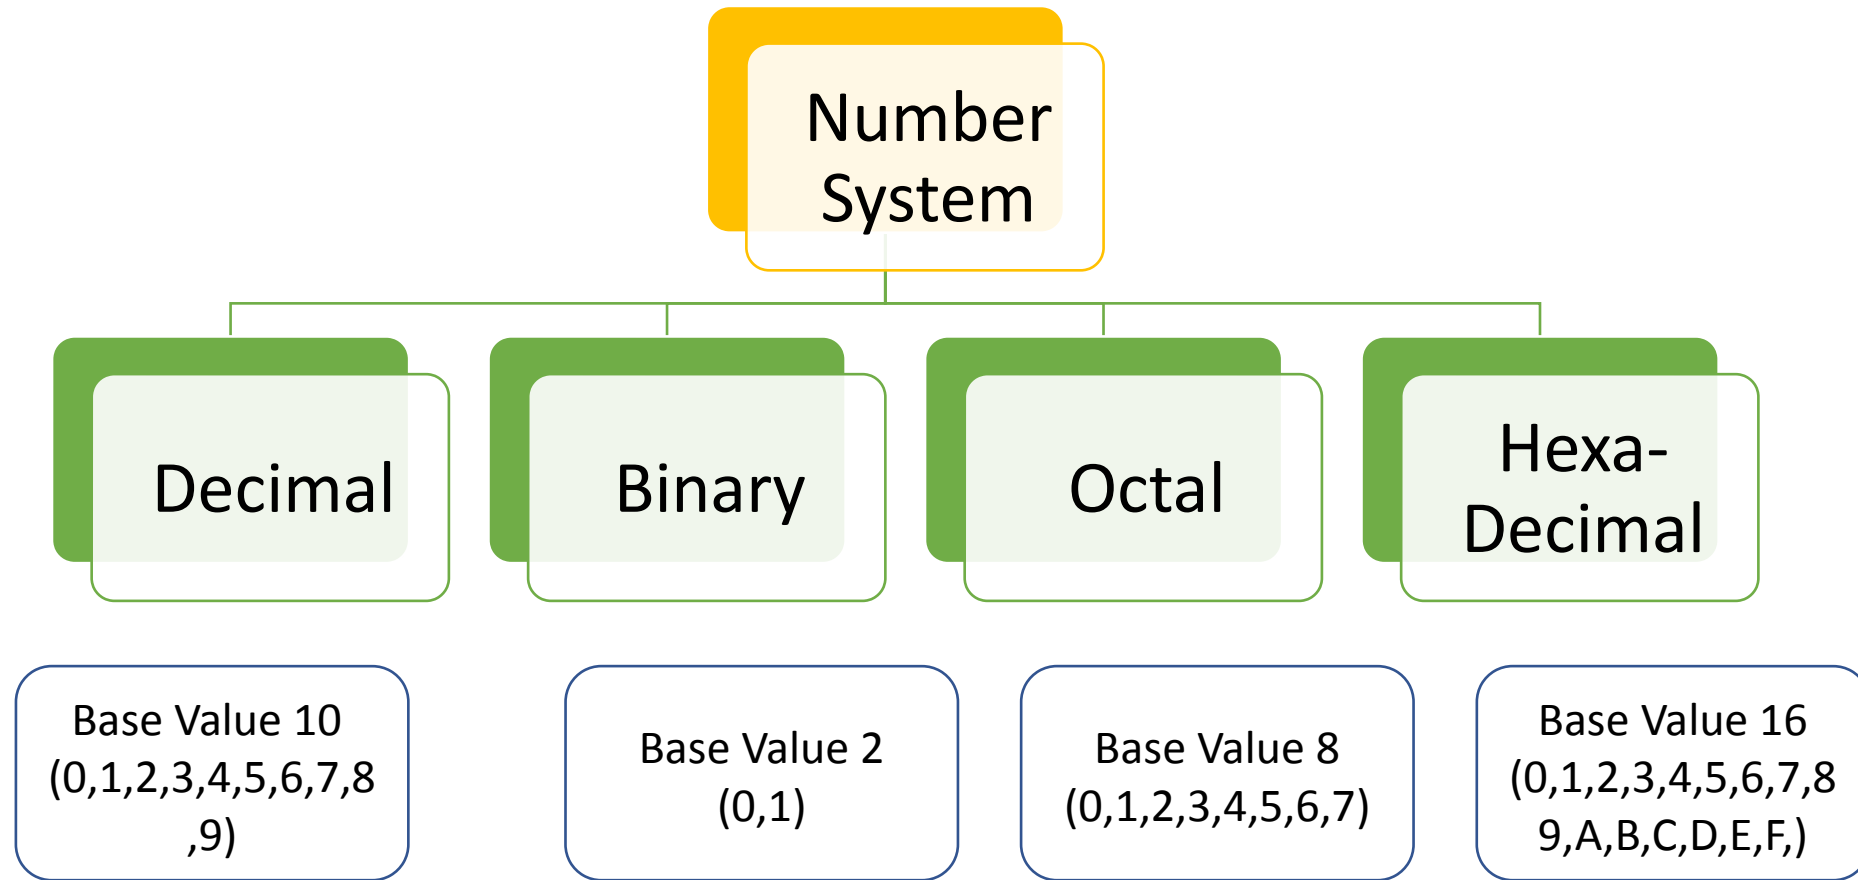 Number
System
Decimal
Binary
Octal
Hexa-
Decimal
Base Value 10
(0,1,2,3,4,5,6,7,8
,9)
Base Value 2
(0,1)
Base Value 8
(0,1,2,3,4,5,6,7)
Base Value 16
(0,1,2,3,4,5,6,7,8
9,A,B,C,D,E,F,)